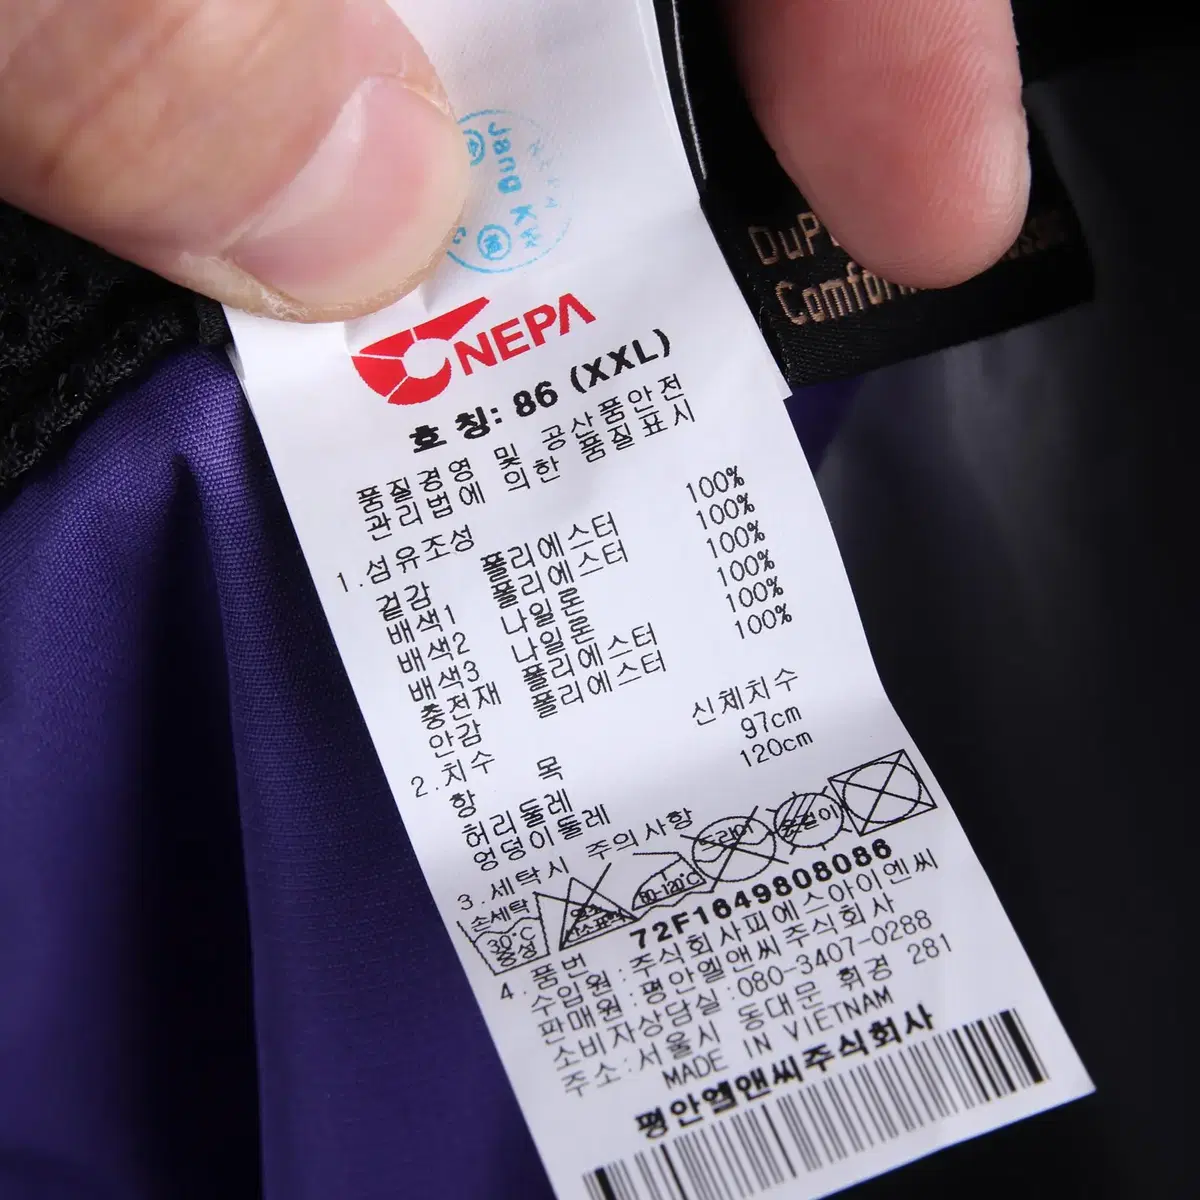 Jang K
NEPA
호 칭: 86 (XXL)
품질경영 및 공산품안전
관리법에 의한 품질표시
1.섬유조성
겉감 폴리에스터 100%
배색1 폴리에스터 100%
배색2 나일론 100%
배색3 나일론 100%
충전재 폴리에스터 100%
안감 폴리에스터 100%
2.치수
항 목 신체치수
허리둘레 97cm
엉덩이둘레 120cm
3.세탁시 주의사항
손세탁
30°C
중성
80-120°C
드라이
4.품번 :72F1649808086
수입원:주식회사피에스아이엔씨
판매원:평안엘앤씨주식회사
소비자상담실:080-3407-0288
주소:서울시 동대문 휘경 281
MADE IN VIETNAM
평안엘앤씨주식회사